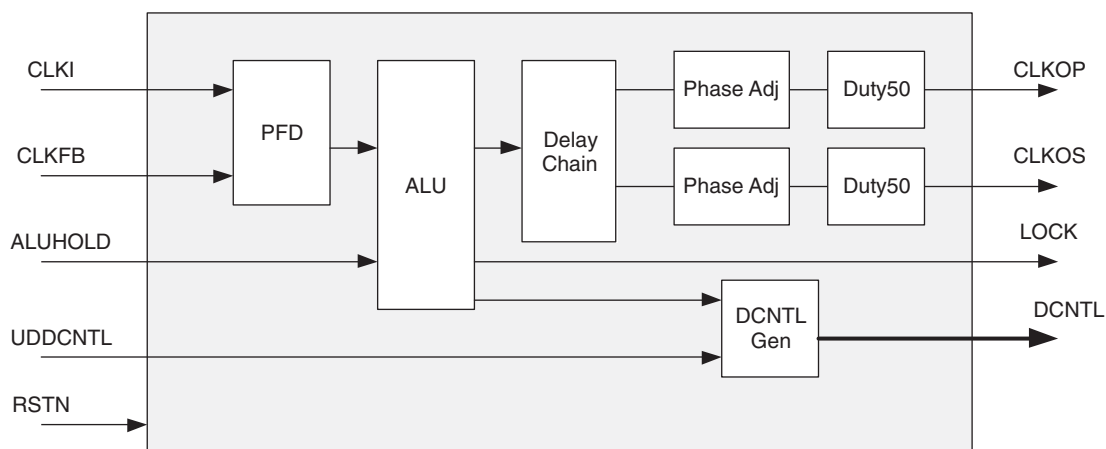 CLKI
CLKFB
ALUHOLD
UDDCNTL
RSTN
PFD
ALU
Delay
Chain
Phase Adj
Duty50
Phase Adj
Duty50
DCNTL
Gen
CLKOP
CLKOS
LOCK
DCNTL